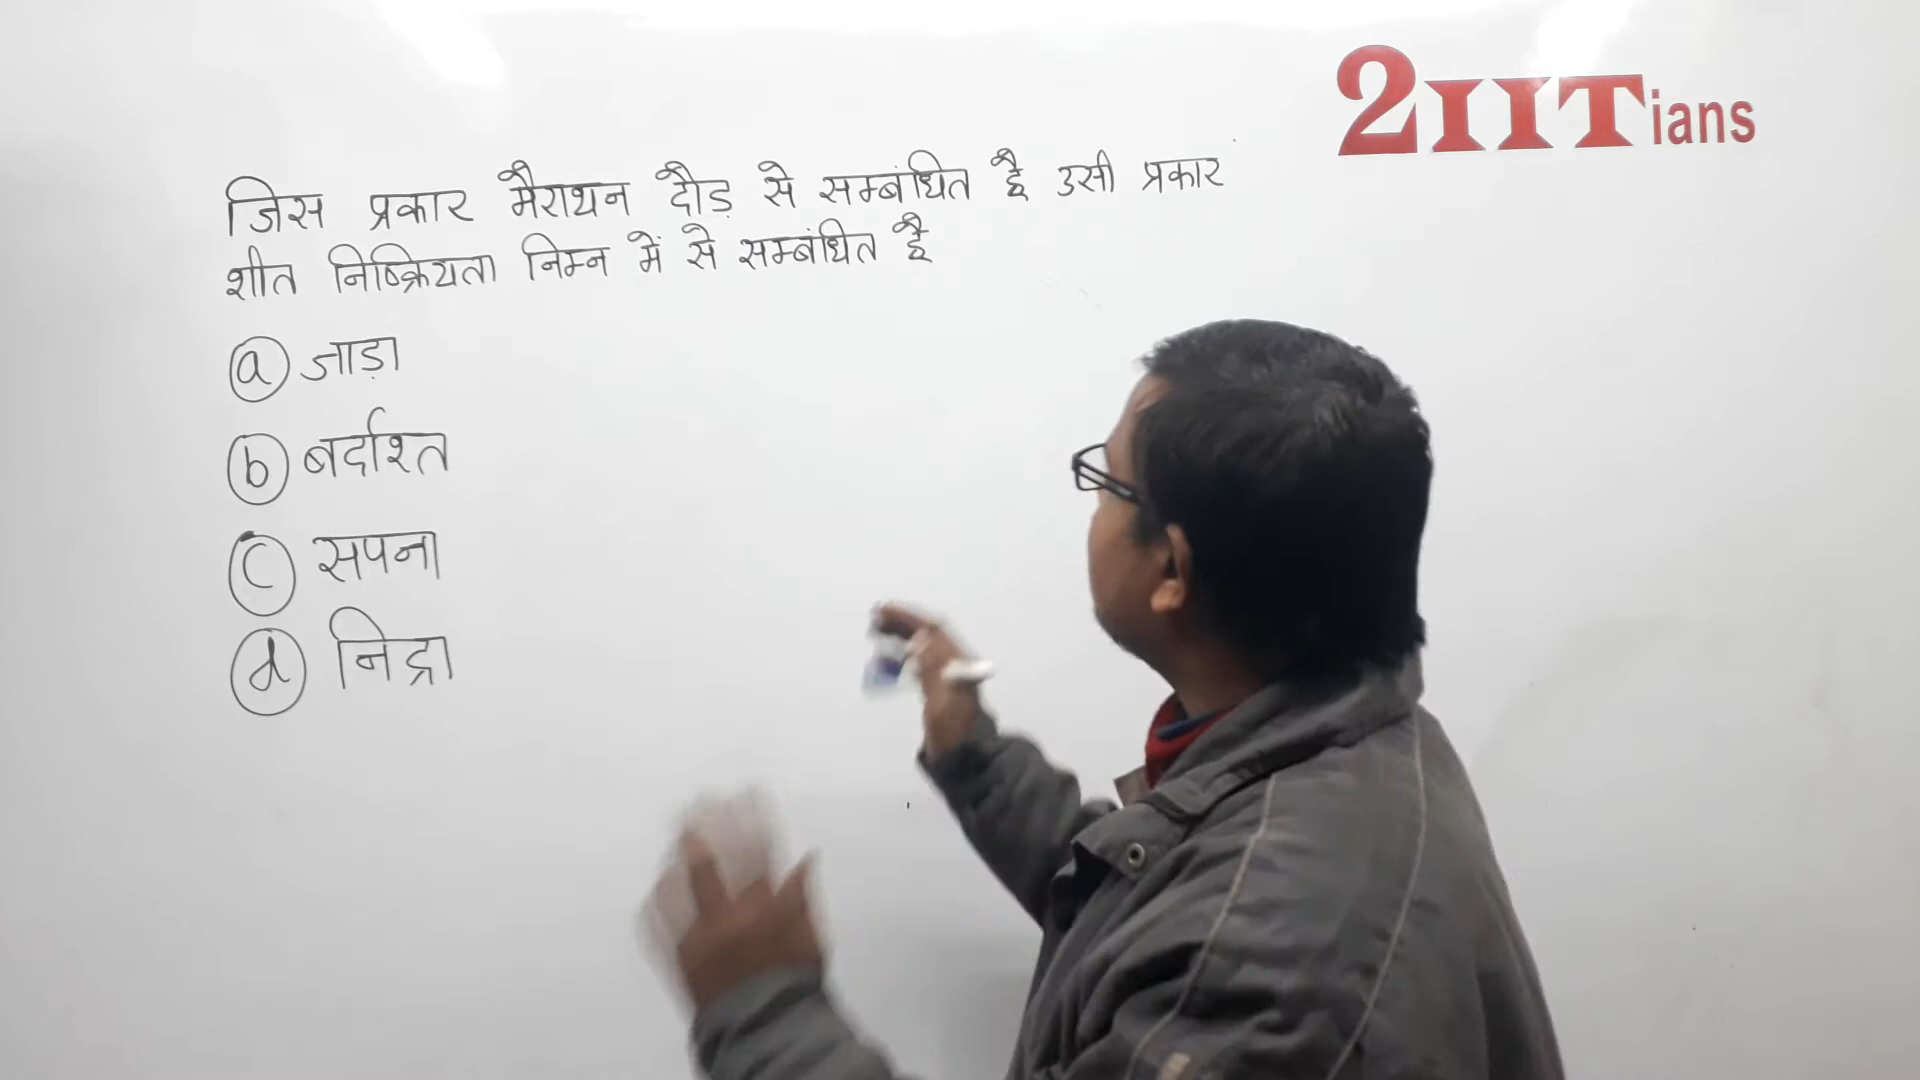 2IITians
जिस प्रकार मैराथन दौड़ से सम्बंधित है उसी प्रकार
शीत निष्क्रियता निम्न में से सम्बंधित है
a जाड़ा
b बर्दाश्त
c सपना
d निद्रा